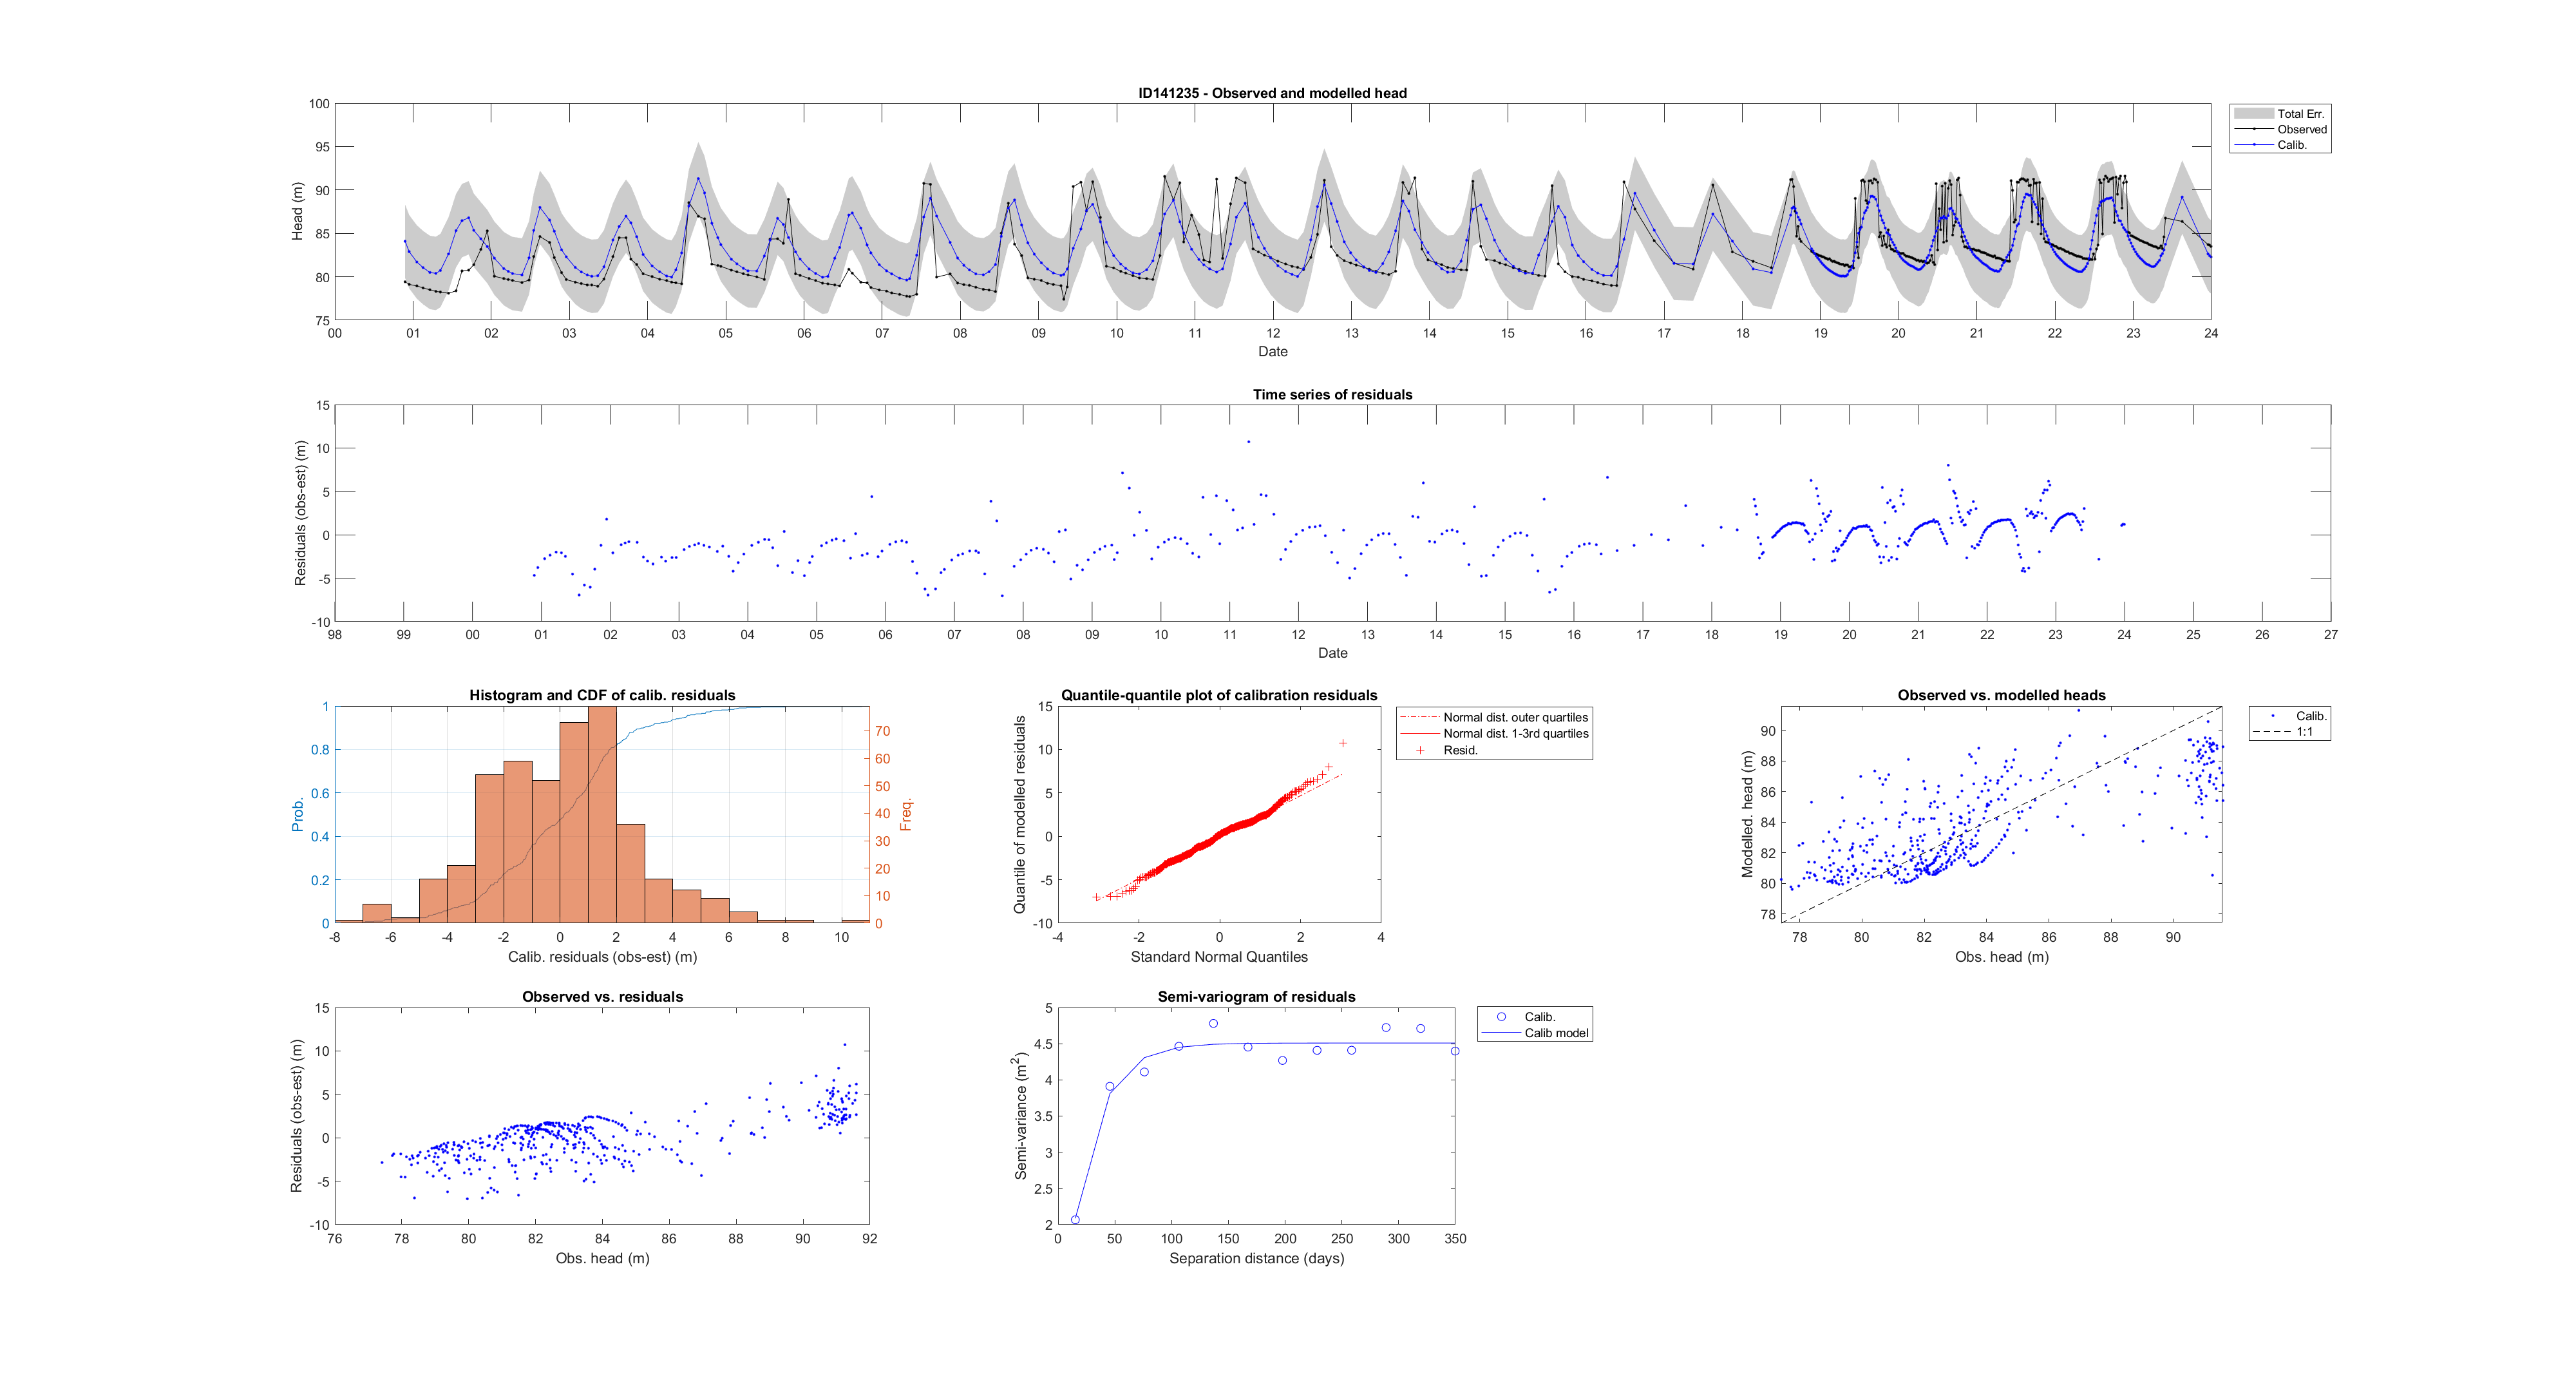 ID141235 - Observed and modelled head
100
95
90
85
80
75
Head (m)
00 01 02 03 04 05 06 07 08 09 10 11 12 13 14 15 16 17 18 19 20 21 22 23 24
Date
Total Err.
Observed
Calib.
Time series of residuals
15
10
5
0
-5
-10
Residuals (obs-est) (m)
98 99 00 01 02 03 04 05 06 07 08 09 10 11 12 13 14 15 16 17 18 19 20 21 22 23 24 25 26 27
Date
Histogram and CDF of calib. residuals
1
0.8
0.6
0.4
0.2
0
Prob.
70
60
50
40
30
20
10
0
Freq.
-8 -6 -4 -2 0 2 4 6 8 10
Calib. residuals (obs-est) (m)
Quantile-quantile plot of calibration residuals
15
10
5
0
-5
-10
Quantile of modelled residuals
-4 -2 0 2 4
Standard Normal Quantiles
Normal dist. outer quartiles
Normal dist. 1-3rd quartiles
Resid.
Observed vs. modelled heads
90
88
86
84
82
80
78
Modelled. head (m)
78 80 82 84 86 88 90
Obs. head (m)
Calib.
1:1
Observed vs. residuals
15
10
5
0
-5
-10
Residuals (obs-est) (m)
76 78 80 82 84 86 88 90 92
Obs. head (m)
Semi-variogram of residuals
5
4.5
4
3.5
3
2.5
2
Semi-variance (m²)
0 50 100 150 200 250 300 350
Separation distance (days)
Calib.
Calib model